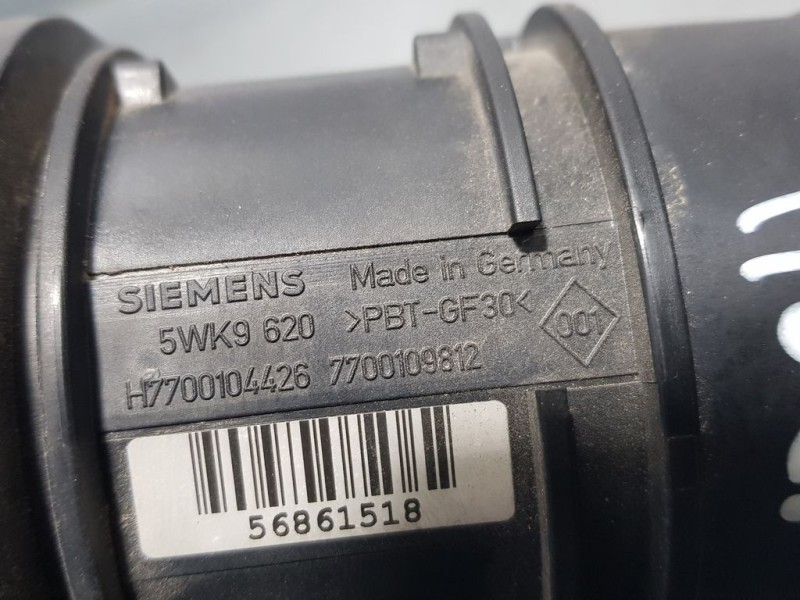 SIEMENS Made in Germany
5WK9 620 >PBT-GF30< 001
H7700104426 7700109812
56861518